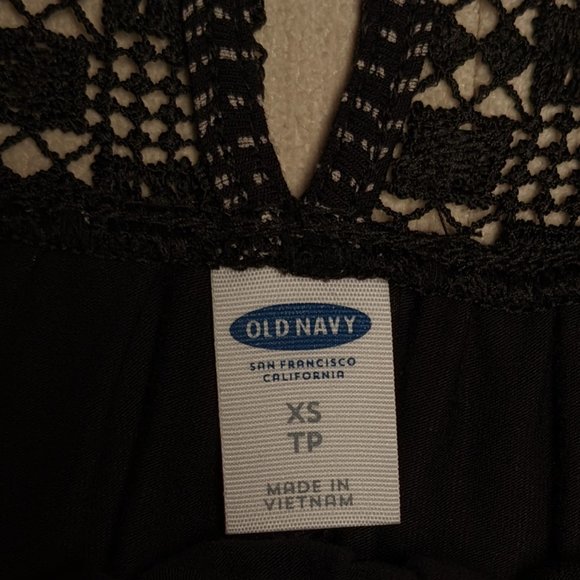 OLD NAVY
SAN FRANCISCO
CALIFORNIA
XS
TP
MADE IN
VIETNAM